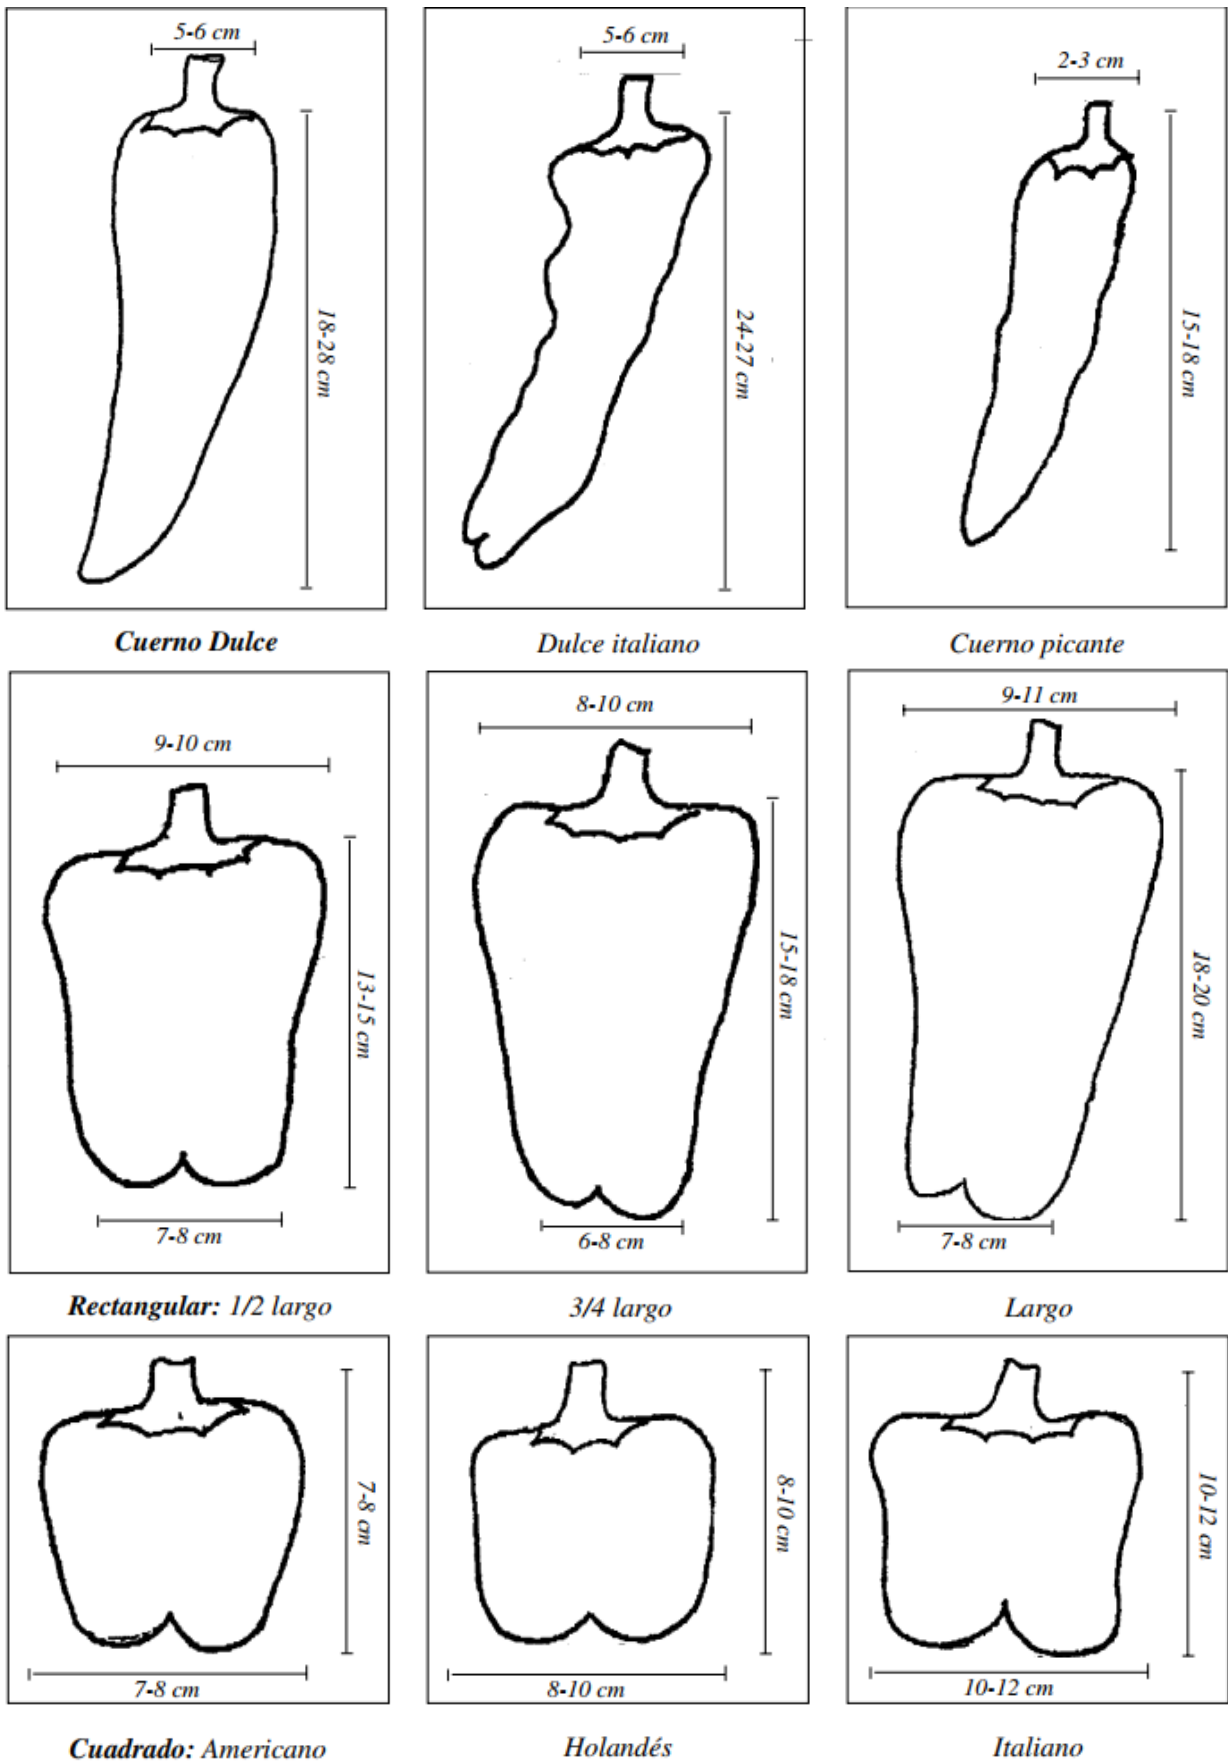 5-6 cm
18-28 cm
Cuerno Dulce
5-6 cm
24-27 cm
Dulce italiano
2-3 cm
15-18 cm
Cuerno picante
9-10 cm
13-15 cm
7-8 cm
Rectangular: 1/2 largo
8-10 cm
15-18 cm
6-8 cm
3/4 largo
9-11 cm
18-20 cm
7-8 cm
Largo
7-8 cm
7-8 cm
Cuadrado: Americano
8-10 cm
8-10 cm
Holandés
10-12 cm
10-12 cm
Italiano